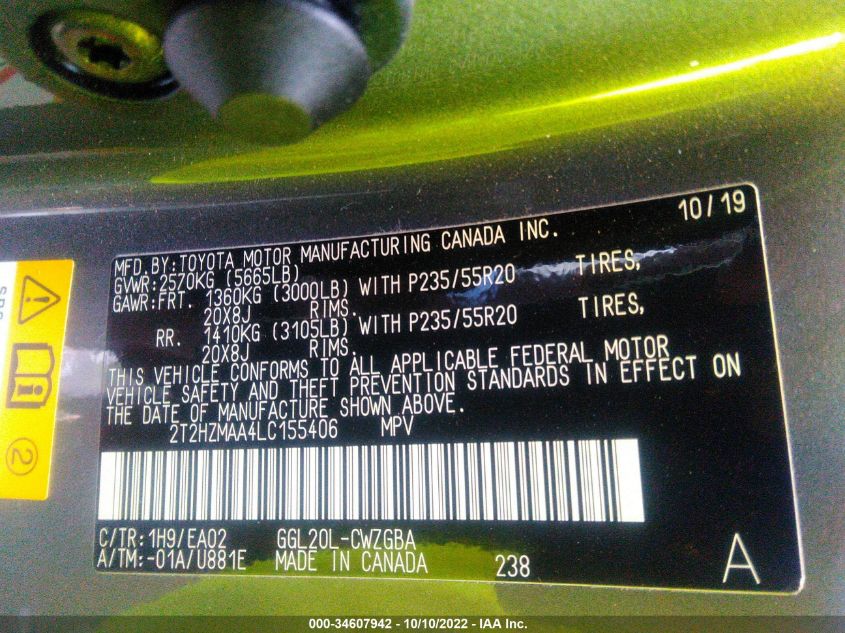 10/19
MFD.BY:TOYOTA MOTOR MANUFACTURING CANADA INC.
GVWR:2570KG (5665LB)
GAWR:FRT. 1360KG (3000LB) WITH P235/55R20 TIRES,
20X8J RIMS.
RR. 1410KG (3105LB) WITH P235/55R20 TIRES,
20X8J RIMS.
THIS VEHICLE CONFORMS TO ALL APPLICABLE FEDERAL MOTOR
VEHICLE SAFETY AND THEFT PREVENTION STANDARDS IN EFFECT ON
THE DATE OF MANUFACTURE SHOWN ABOVE.
2T2HZMAA4LC155406 MPV
C/TR:1H9/EA02 GGL20L-CWZGBA
A/TM:-01A/U881E MADE IN CANADA 238 A
2
000-34607942 - 10/10/2022 - IAA Inc.